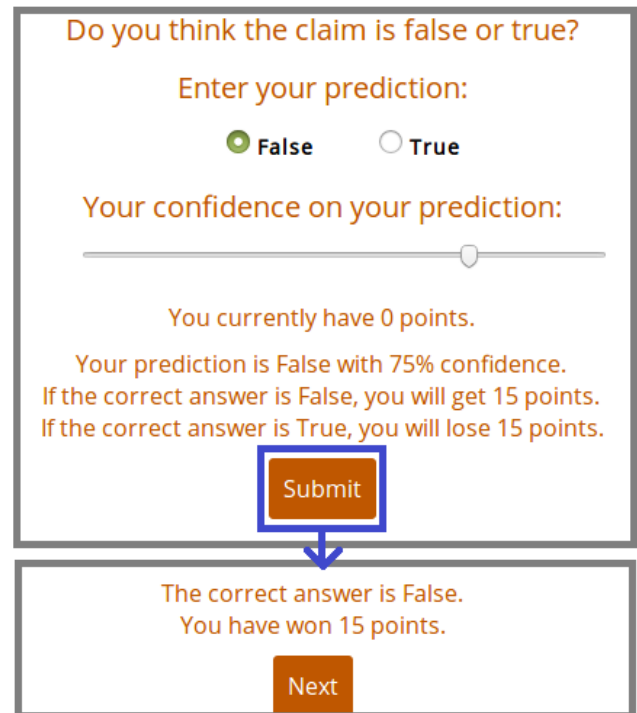 Do you think the claim is false or true?
Enter your prediction:
False True
Your confidence on your prediction:
You currently have 0 points.
Your prediction is False with 75% confidence.
If the correct answer is False, you will get 15 points.
If the correct answer is True, you will lose 15 points.
Submit
The correct answer is False.
You have won 15 points.
Next